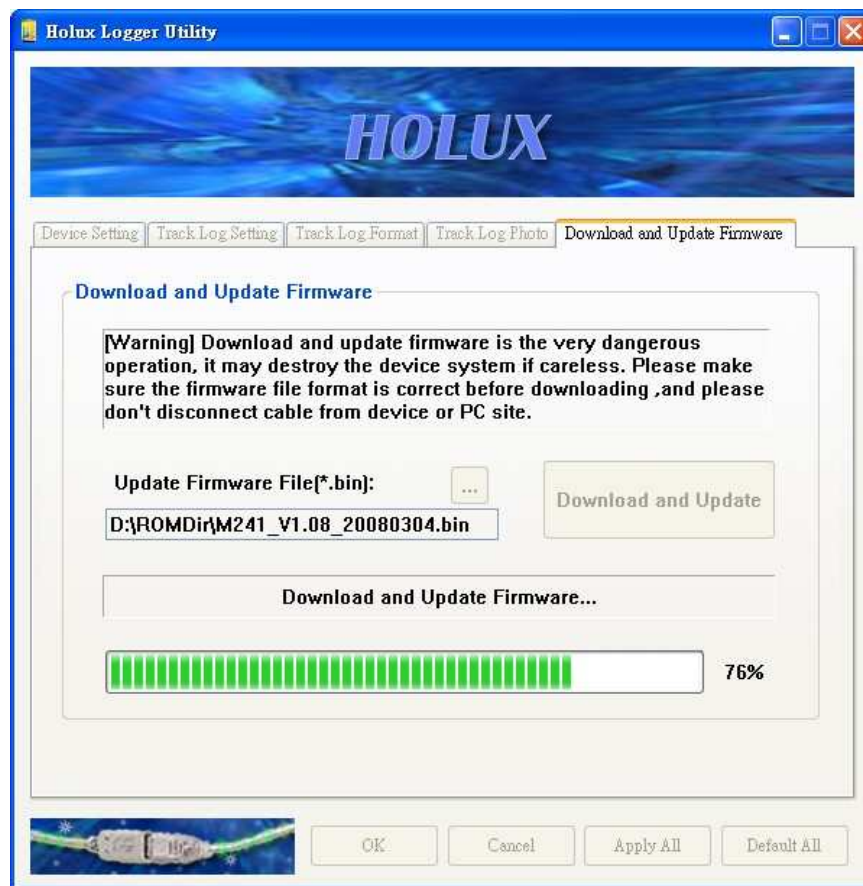 Holux Logger Utility
HOLUX
Device Setting Track Log Setting Track Log Format Track Log Photo Download and Update Firmware
Download and Update Firmware
[Warning] Download and update firmware is the very dangerous
operation, it may destroy the device system if careless. Please make
sure the firmware file format is correct before downloading ,and please
don't disconnect cable from device or PC site.
Update Firmware File(*.bin):
...
Download and Update
D:\ROMDir\M241_V1.08_20080304.bin
Download and Update Firmware...
76%
OK Cancel Apply All Default All